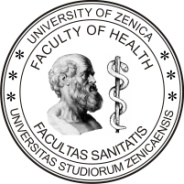 UNIVERSITY OF ZENICA
FACULTY OF HEALTH
FACULTAS SANITATIS
UNIVERSITAS STUDIORUM ZENICAENSIS